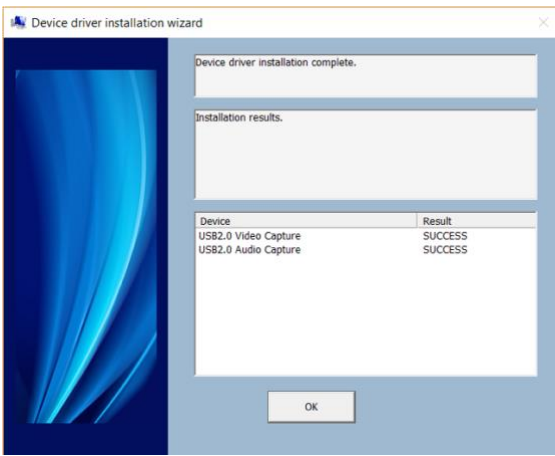 Device driver installation wizard
Device driver installation complete.
Installation results.
Device Result
USB2.0 Video Capture SUCCESS
USB2.0 Audio Capture SUCCESS
OK